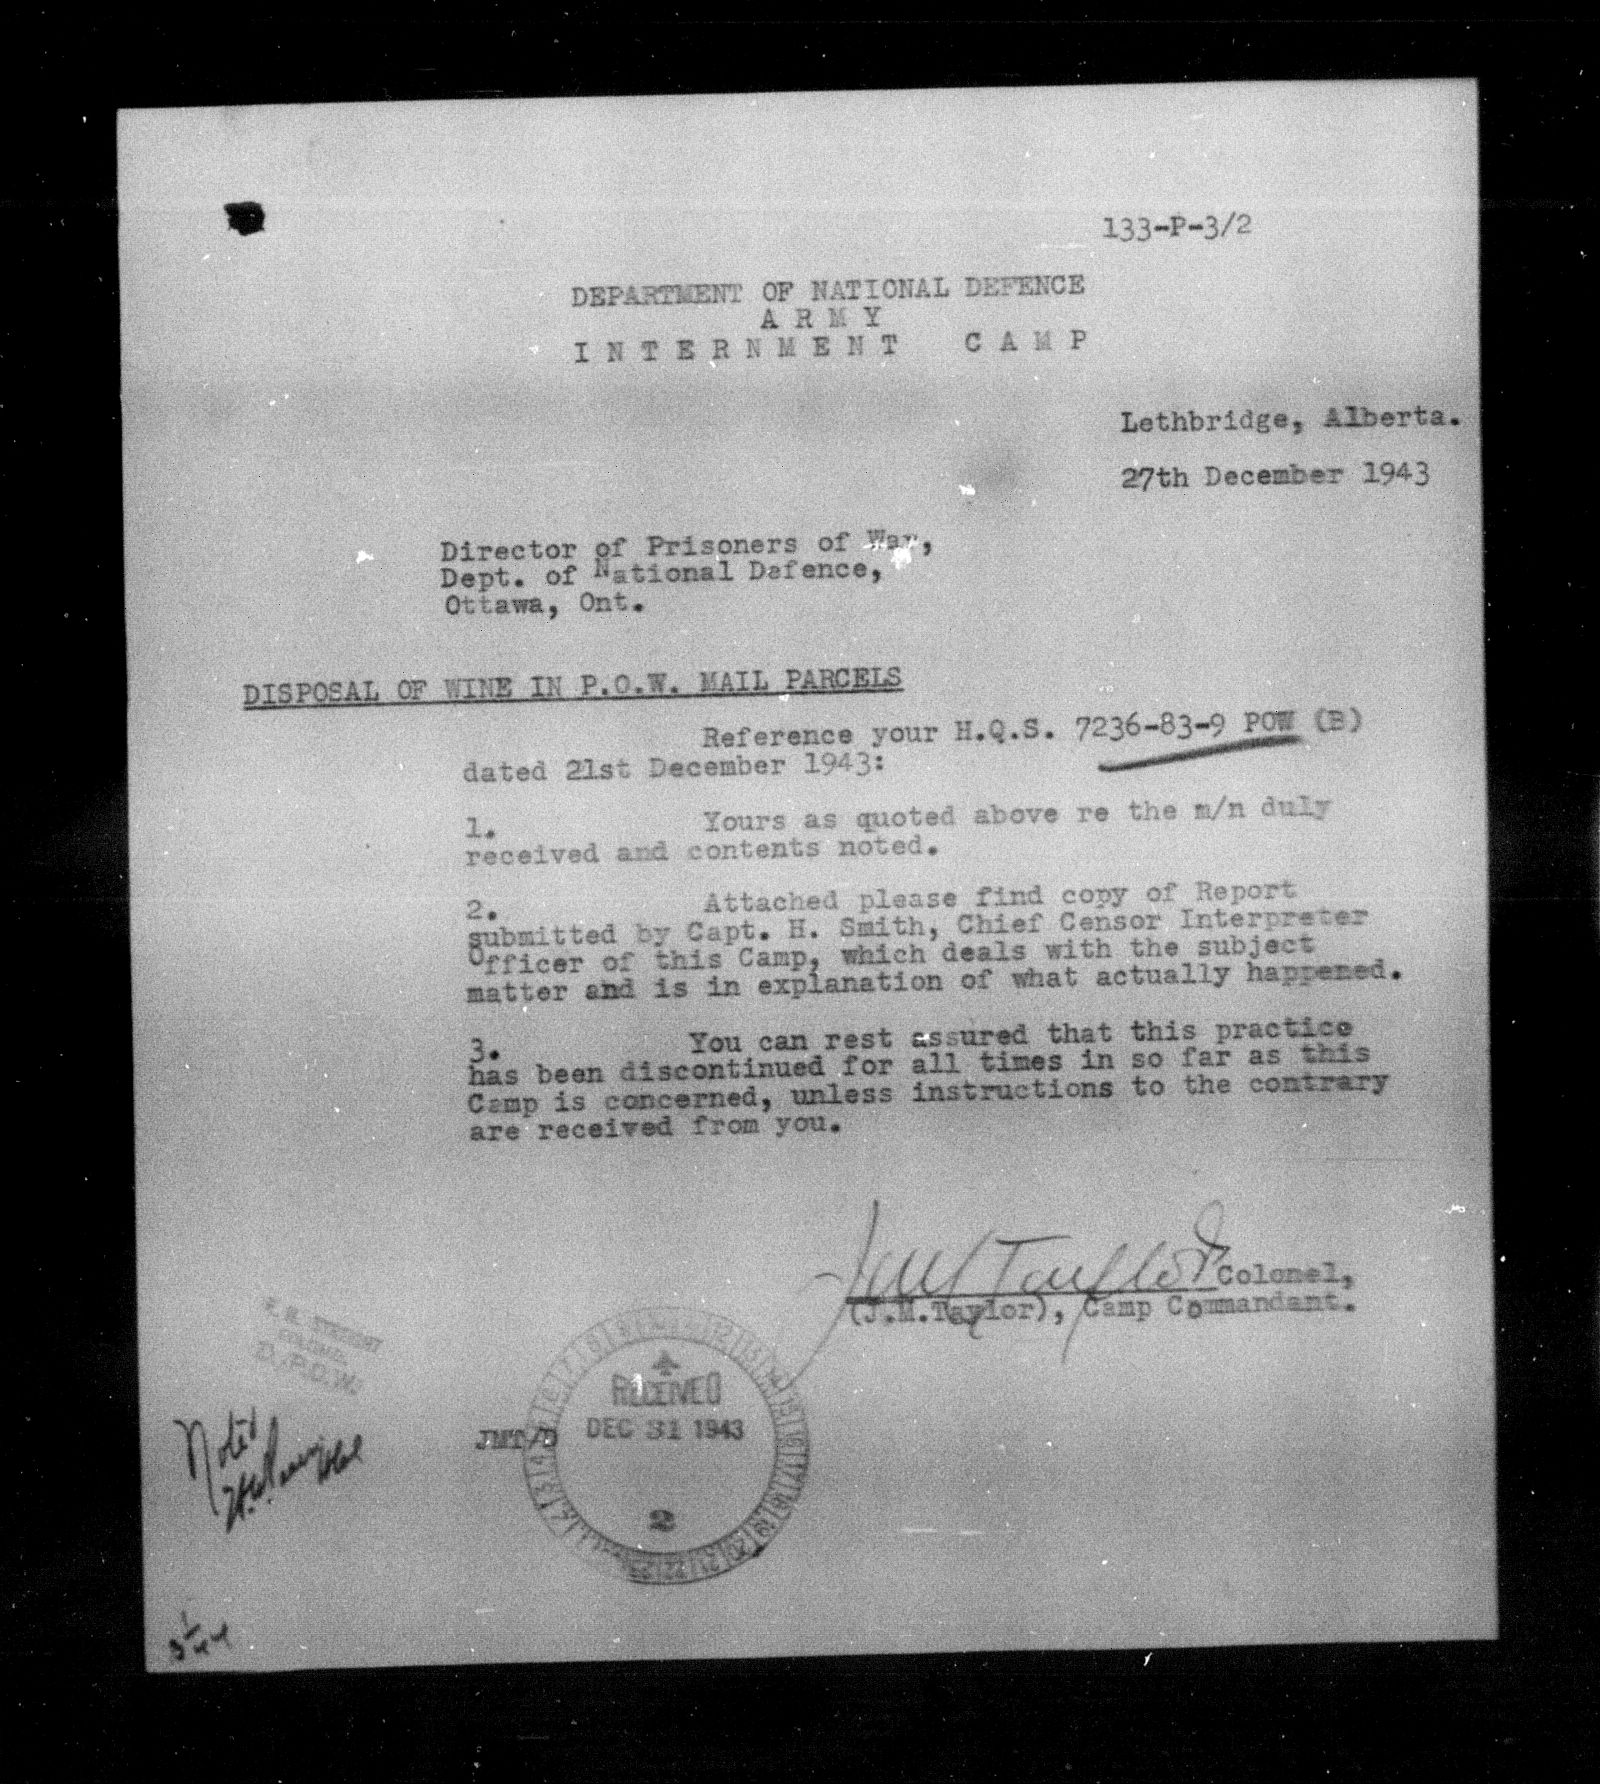 133-P-3/2
DEPARTMENT OF NATIONAL DEFENCE
A R M Y
I N T E R N M E N T   C A M P
Lethbridge, Alberta.
27th December 1943
Director of Prisoners of War,
Dept. of National Defence,
Ottawa, Ont.
DISPOSAL OF WINE IN P.O.W. MAIL PARCELS
Reference your H.Q.S. 7236-83-9 POW (B)
dated 21st December 1943:
1. Yours as quoted above re the m/n duly
received and contents noted.
2. Attached please find copy of Report
submitted by Capt. H. Smith, Chief Censor Interpreter
Officer of this Camp, which deals with the subject
matter and is in explanation of what actually happened.
3. You can rest assured that this practice
has been discontinued for all times in so far as this
Camp is concerned, unless instructions to the contrary
are received from you.
Colonel,
(J.M.Taylor), Camp Commandant.
COLONEL
D.P.O.W.
RECEIVED
JMT/D
DEC 31 1943
2
Noted